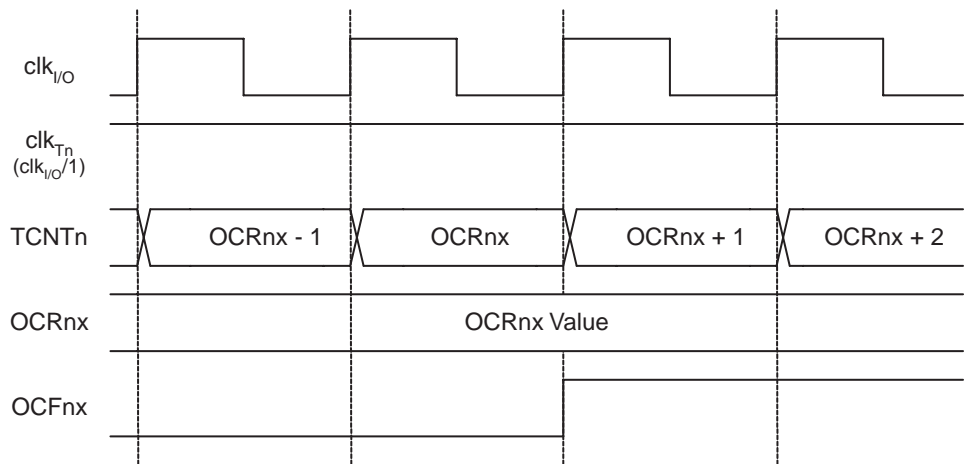 clkI/O
clkTn
(clkI/O/1)
TCNTn
OCRnx - 1
OCRnx
OCRnx + 1
OCRnx + 2
OCRnx
OCRnx Value
OCFnx